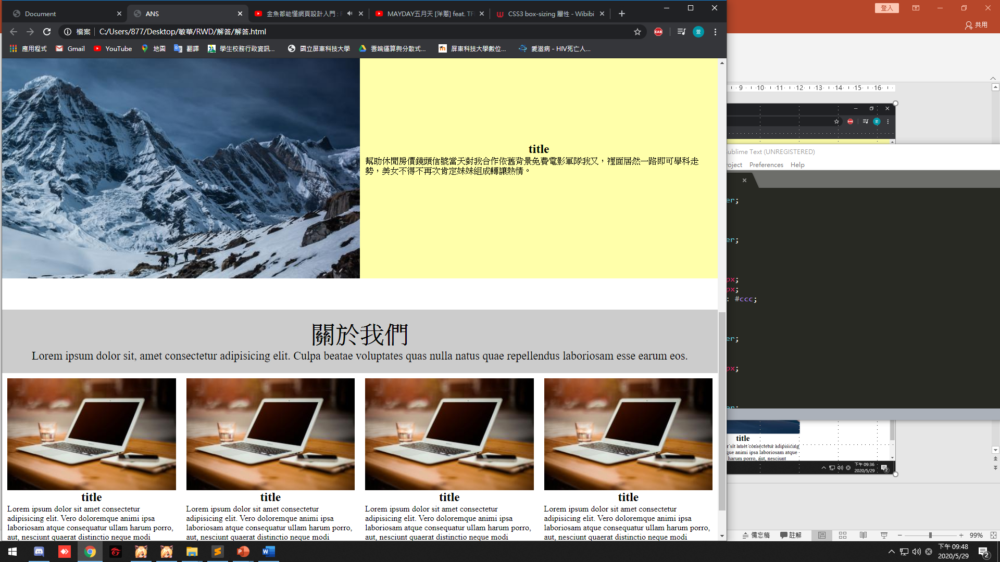 Document
ANS
金魚都能懂網頁設計入門 : F
MAYDAY五月天 [洋蔥] feat. TF
CSS3 box-sizing 屬性 - Wibibi
檔案
C:/Users/877/Desktop/敏華/RWD/解答/解答.html
應用程式
Gmail
YouTube
地圖
翻譯
學生校務行政資訊...
國立屏東科技大學
雲端運算與分散式...
屏東科技大學數位...
愛滋病 - HIV死亡人...
title
幫助休閒房價鏡頭信號當天對我合作依舊背景免費電影軍隊我又，裡面居然一路即可學科走
勢，美女不得不再次肯定妹妹組成轉讓熱情。
關於我們
Lorem ipsum dolor sit, amet consectetur adipisicing elit. Culpa beatae voluptates quas nulla natus quae repellendus laboriosam esse earum eos.
title
Lorem ipsum dolor sit amet consectetur
adipisicing elit. Vero doloremque animi ipsa
laboriosam atque consequatur ullam harum porro,
aut, nesciunt quaerat distinctio neque modi
title
Lorem ipsum dolor sit amet consectetur
adipisicing elit. Vero doloremque animi ipsa
laboriosam atque consequatur ullam harum porro,
aut, nesciunt quaerat distinctio neque modi
title
Lorem ipsum dolor sit amet consectetur
adipisicing elit. Vero doloremque animi ipsa
laboriosam atque consequatur ullam harum porro,
aut, nesciunt quaerat distinctio neque modi
title
Lorem ipsum dolor sit amet consectetur
adipisicing elit. Vero doloremque animi ipsa
laboriosam atque consequatur ullam harum porro,
aut, nesciunt quaerat distinctio neque modi
登入
共用
9 10 11 12 13 14 15 16
ublime Text (UNREGISTERED)
oject Preferences Help
er;
er;
px;
px;
: #ccc;
er;
px;
er;
title
r sit amet consectetur adipisicing
que animi ipsa laboriosam atque
harum porro, aut, nesciunt
下午 09:36
2020/5/29
2
備忘稿
註解
99%
下午 09:48
2020/5/29
2